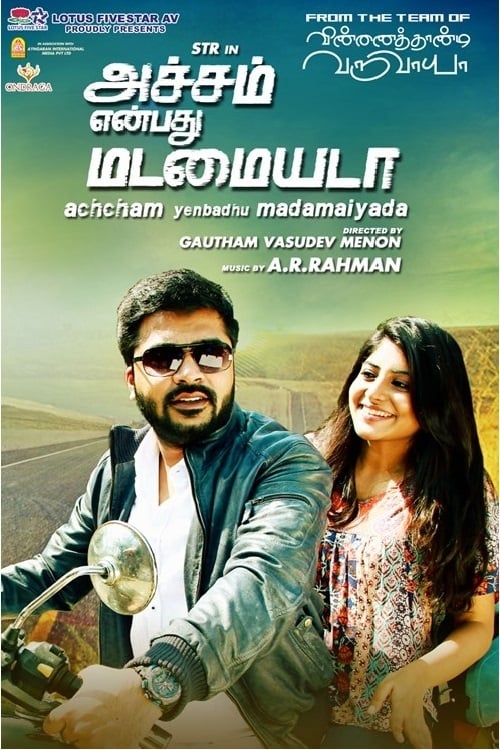 LOTUS FIVESTAR AV
PROUDLY PRESENTS
LOTUS FIVE STAR
IN ASSOCIATION WITH
AYNGARAN INTERNATIONAL
MEDIA PVT LTD
ONDRAGA
FROM THE TEAM OF
விண்ணைத்தாண்டி
வருவாயா
STR IN
அச்சம்
என்பது
மடமையடா
achcham yenbadhu madamaiyada
DIRECTED BY
GAUTHAM VASUDEV MENON
MUSIC BY A.R.RAHMAN